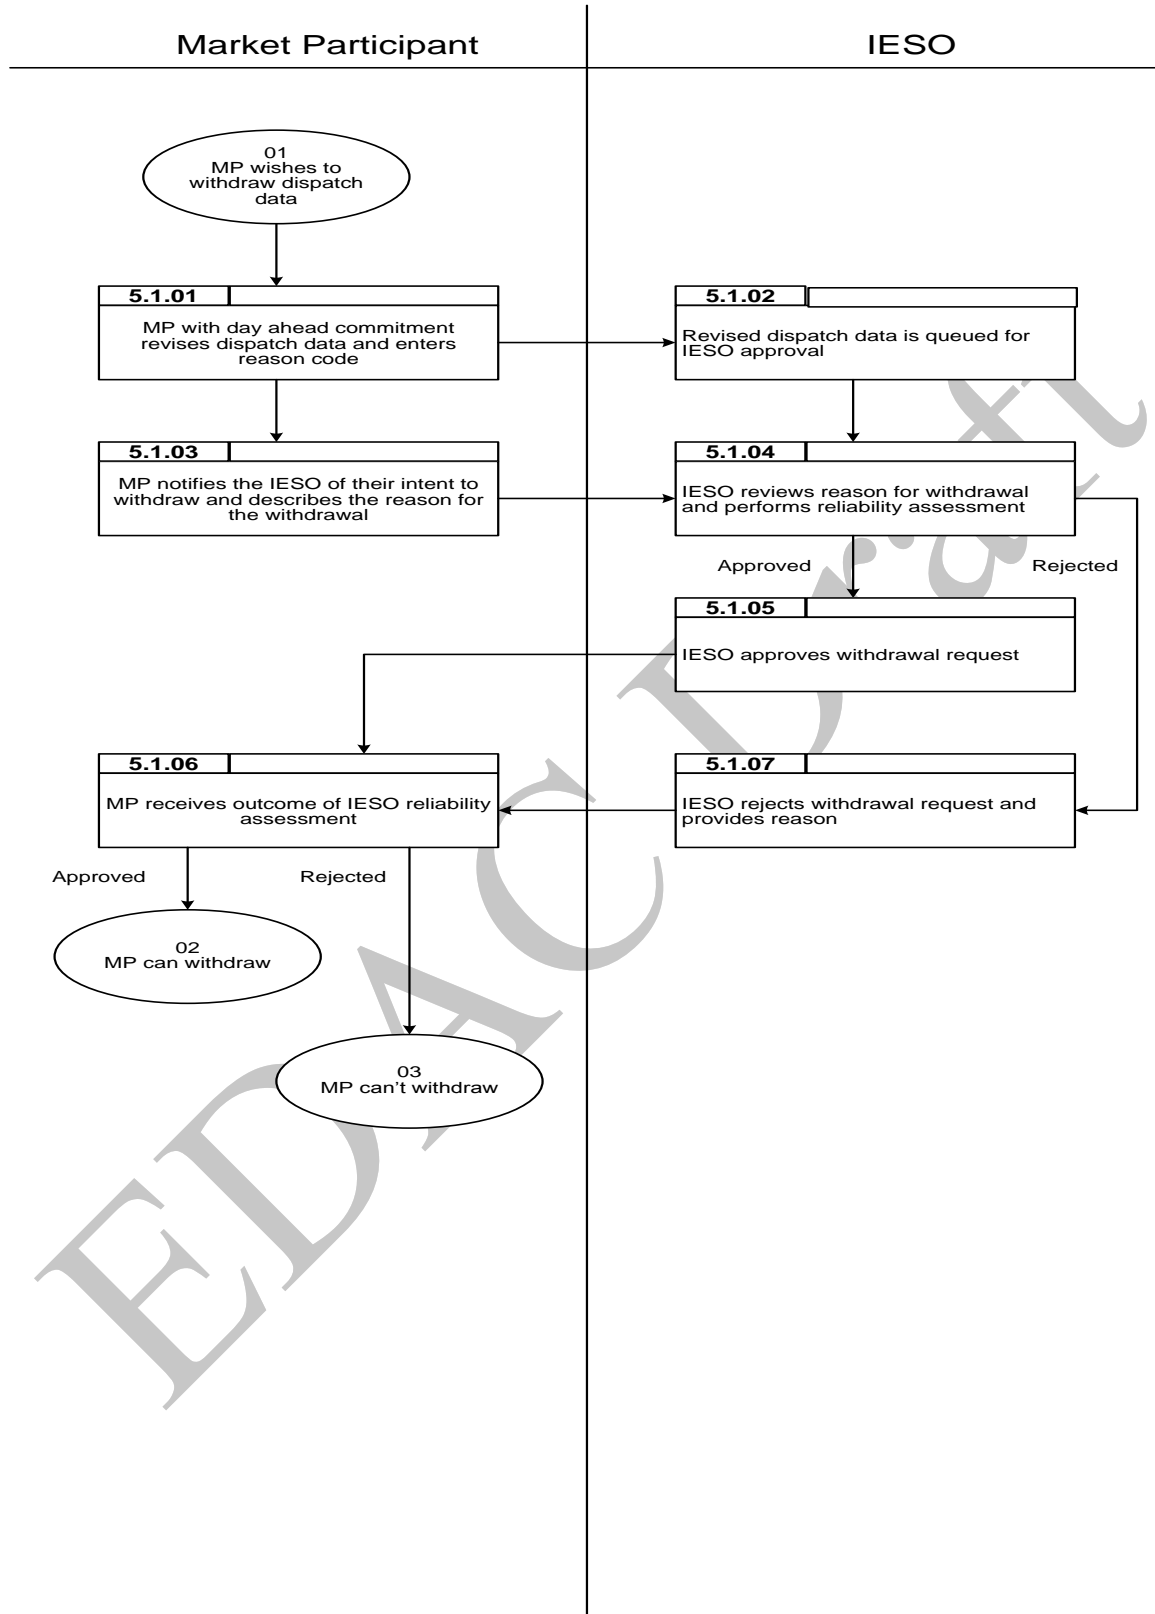 Market Participant
IESO
01
MP wishes to
withdraw dispatch
data
5.1.01
MP with day ahead commitment
revises dispatch data and enters
reason code
5.1.02
Revised dispatch data is queued for
IESO approval
5.1.03
MP notifies the IESO of their intent to
withdraw and describes the reason for
the withdrawal
5.1.04
IESO reviews reason for withdrawal
and performs reliability assessment
Approved
Rejected
5.1.05
IESO approves withdrawal request
5.1.06
MP receives outcome of IESO reliability
assessment
5.1.07
IESO rejects withdrawal request and
provides reason
Approved
Rejected
02
MP can withdraw
03
MP can't withdraw
EDAC Draft